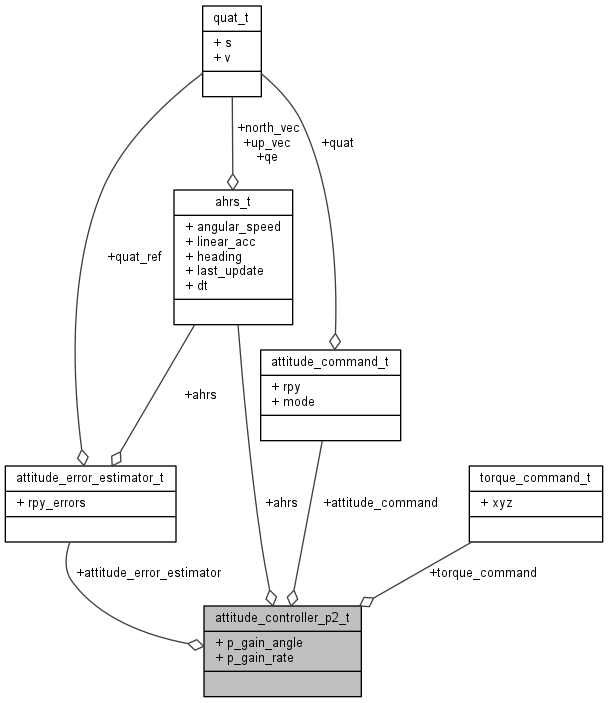 quat_t
+ s
+ v
+north_vec
+up_vec
+qe
+quat
ahrs_t
+ angular_speed
+ linear_acc
+ heading
+ last_update
+ dt
+quat_ref
attitude_command_t
+ rpy
+ mode
+ahrs
attitude_error_estimator_t
+ rpy_errors
torque_command_t
+ xyz
+ahrs
+attitude_command
+attitude_error_estimator
+torque_command
attitude_controller_p2_t
+ p_gain_angle
+ p_gain_rate